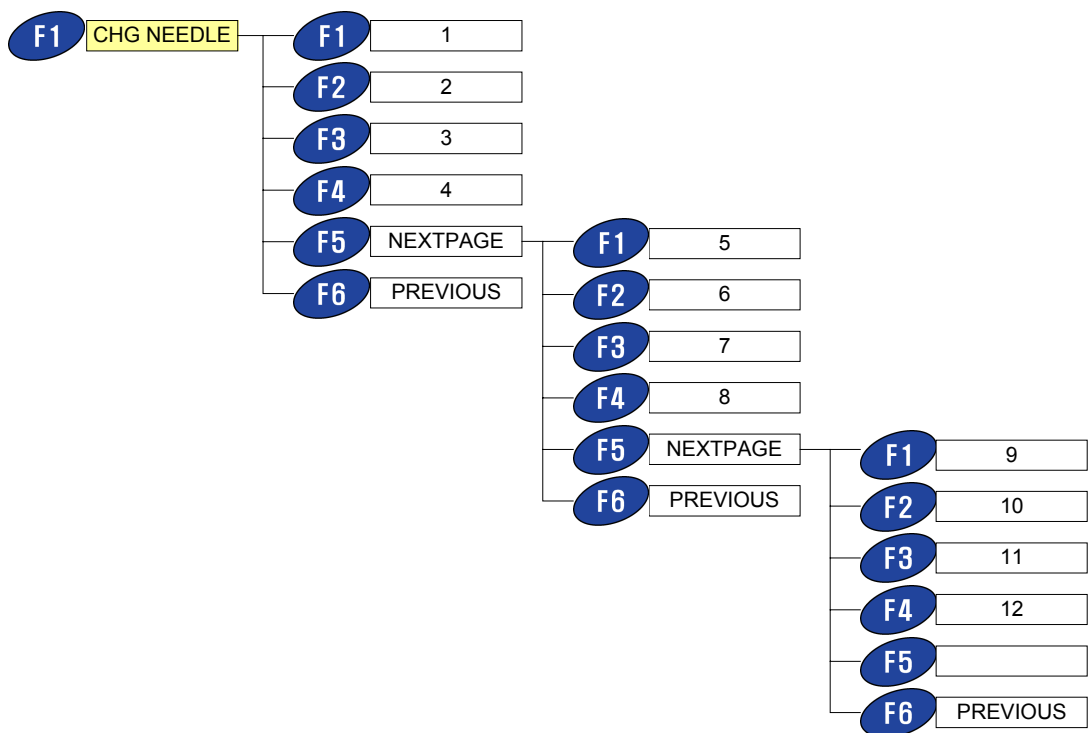 F1 CHG NEEDLE
F1 1
F2 2
F3 3
F4 4
F5 NEXTPAGE
F6 PREVIOUS
F1 5
F2 6
F3 7
F4 8
F5 NEXTPAGE
F6 PREVIOUS
F1 9
F2 10
F3 11
F4 12
F5
F6 PREVIOUS